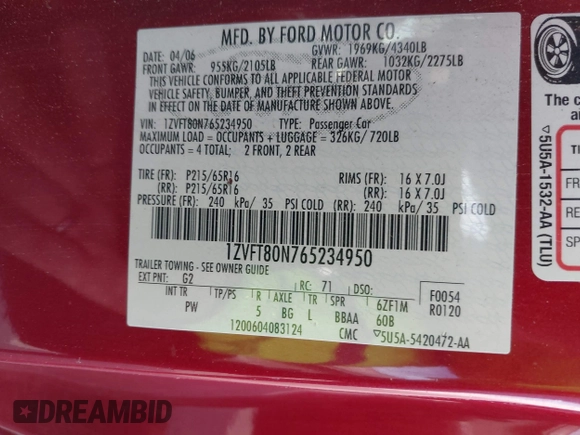 MFD. BY FORD MOTOR CO.
DATE: 04/06 GVWR: 1969KG/4340LB
FRONT GAWR: 955KG/2105LB REAR GAWR: 1032KG/2275LB
THIS VEHICLE CONFORMS TO ALL APPLICABLE FEDERAL MOTOR
VEHICLE SAFETY, BUMPER, AND THEFT PREVENTION STANDARDS
IN EFFECT ON THE DATE OF MANUFACTURE SHOWN ABOVE.
VIN: 1ZVFT80N765234950 TYPE: Passenger Car
MAXIMUM LOAD = OCCUPANTS + LUGGAGE = 326KG/ 720LB
OCCUPANTS = 4 TOTAL; 2 FRONT, 2 REAR
TIRE (FR): P215/65R16 RIMS (FR): 16 X 7.0J
(RR): P215/65R16 (RR): 16 X 7.0J
PRESSURE (FR): 240 kPa/ 35 PSI COLD (RR): 240 kPa/ 35 PSI COLD
1ZVFT80N765234950
TRAILER TOWING - SEE OWNER GUIDE
EXT PNT: G2 RC: 71 DSO:
INT TR TP/PS R AXLE TR SPR 6ZF1M F0054
PW 5 BG L BBAA 60B R0120
1200604083124 CMC ▽5U5A-5420472-AA
▽5U5A-1532-AA (TLU)
The c
a
TI
FR
RE
S
DREAMBID